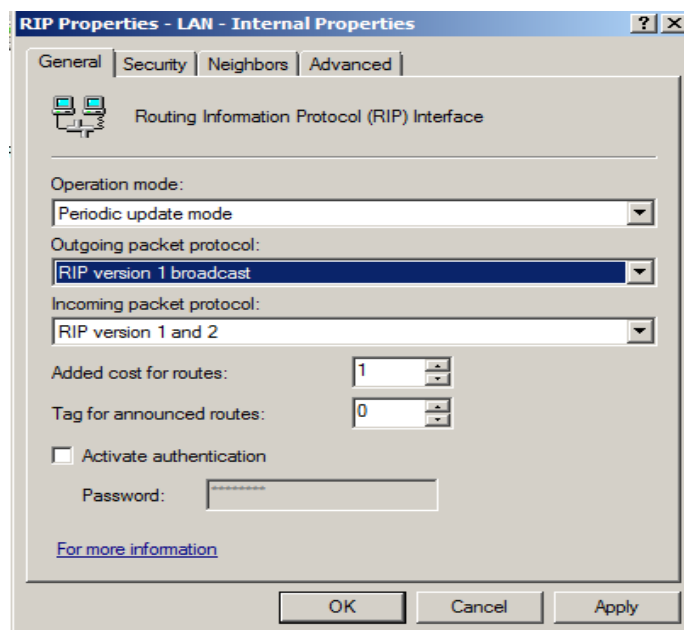 RIP Properties - LAN - Internal Properties
General Security Neighbors Advanced
Routing Information Protocol (RIP) Interface
Operation mode:
Periodic update mode
Outgoing packet protocol:
RIP version 1 broadcast
Incoming packet protocol:
RIP version 1 and 2
Added cost for routes: 1
Tag for announced routes: 0
Activate authentication
Password: ********
For more information
OK Cancel Apply